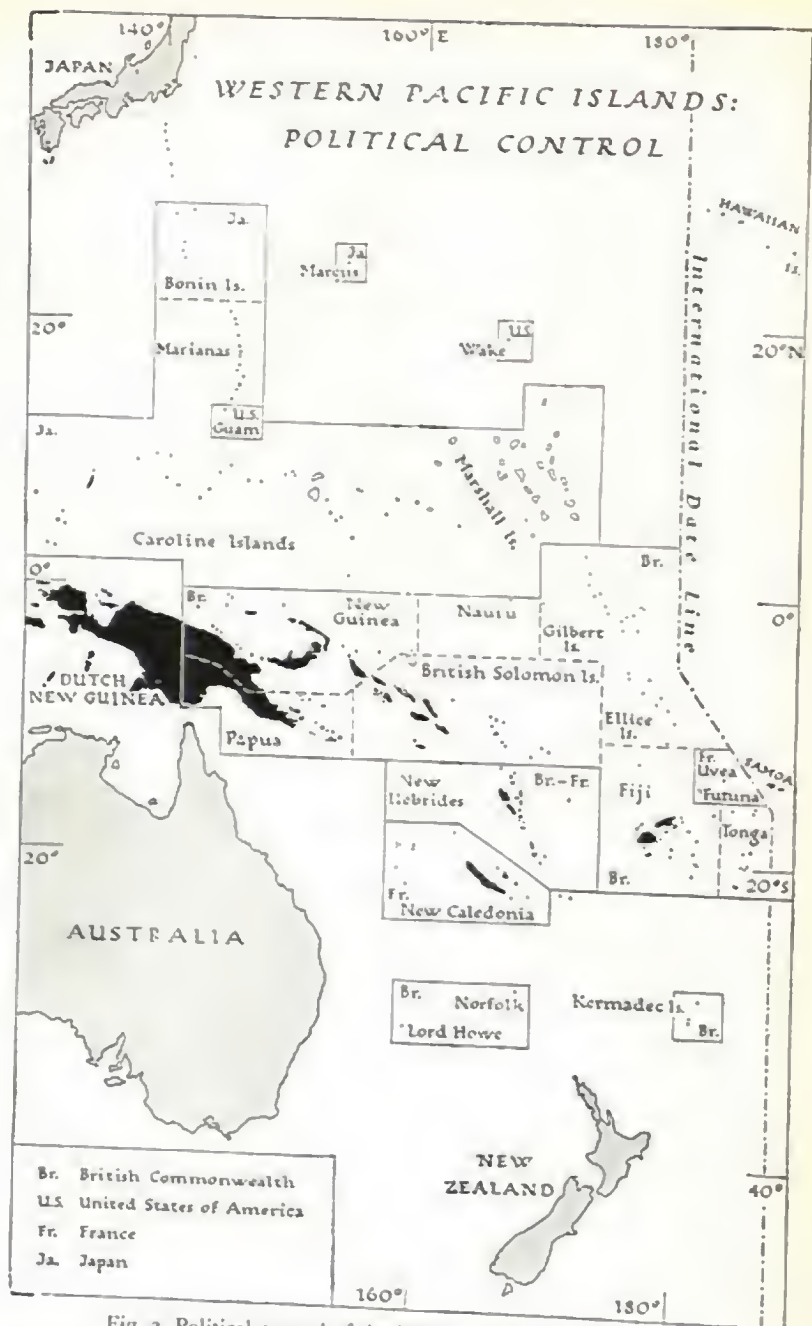 140° 160° E 180°
JAPAN
WESTERN PACIFIC ISLANDS:
POLITICAL CONTROL
HAWAIIAN
Is.
Ja.
Bonin Is.
Ja.
Marcus
International Date Line
20°
Marianas
U.S.
Wake
20° N
U.S.
Guam
Ja.
Marshall Is.
Caroline Islands
Br.
0°
Br.
New
Guinea
Nauru
Gilbert
Is.
0°
DUTCH
NEW GUINEA
British Solomon Is.
Papua
Ellice
Is.
Fr.
Uvea
Futuna
SAMOA
New
Hebrides
Br.-Fr.
Fiji
Tonga
20°
Fr.
New Caledonia
Br.
20° S
AUSTRALIA
Br. Norfolk
Lord Howe
Kermadec Is.
Br.
NEW
ZEALAND
40°
Br. British Commonwealth
U.S. United States of America
Fr. France
Ja. Japan
160° 180°
Fig. 2. Political